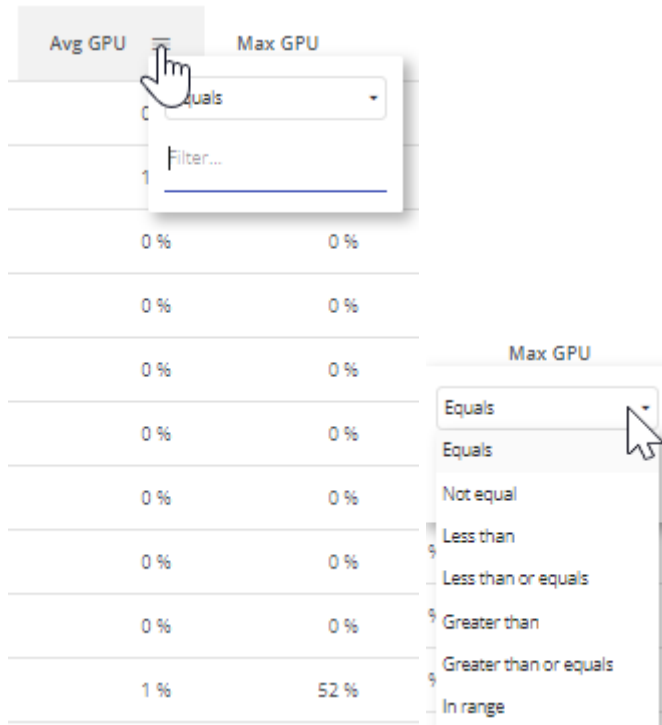 Avg GPU Max GPU
Equals
Filter...
0 % 0 %
0 % 0 %
0 % 0 %
0 % 0 %
0 % 0 %
0 % 0 %
0 % 0 %
1 % 52 %
Max GPU
Equals
Equals
Not equal
Less than
Less than or equals
Greater than
Greater than or equals
In range